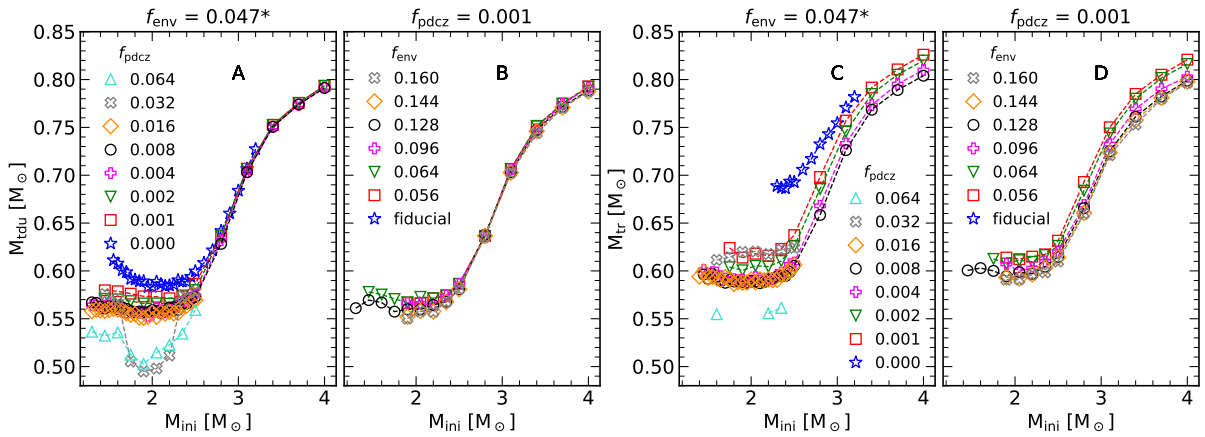 f_env = 0.047*
f_pdcz = 0.001
f_env = 0.047*
f_pdcz = 0.001
M_tdu [M_⊙]
0.85
0.80
0.75
0.70
0.65
0.60
0.55
0.50
A
f_pdcz
0.064
0.032
0.016
0.008
0.004
0.002
0.001
0.000
2
3
4
M_ini [M_⊙]
B
f_env
0.160
0.144
0.128
0.096
0.064
0.056
fiducial
2
3
4
M_ini [M_⊙]
M_tr [M_⊙]
0.85
0.80
0.75
0.70
0.65
0.60
0.55
0.50
C
f_pdcz
0.064
0.032
0.016
0.008
0.004
0.002
0.001
0.000
2
3
4
M_ini [M_⊙]
D
f_env
0.160
0.144
0.128
0.096
0.064
0.056
fiducial
2
3
4
M_ini [M_⊙]